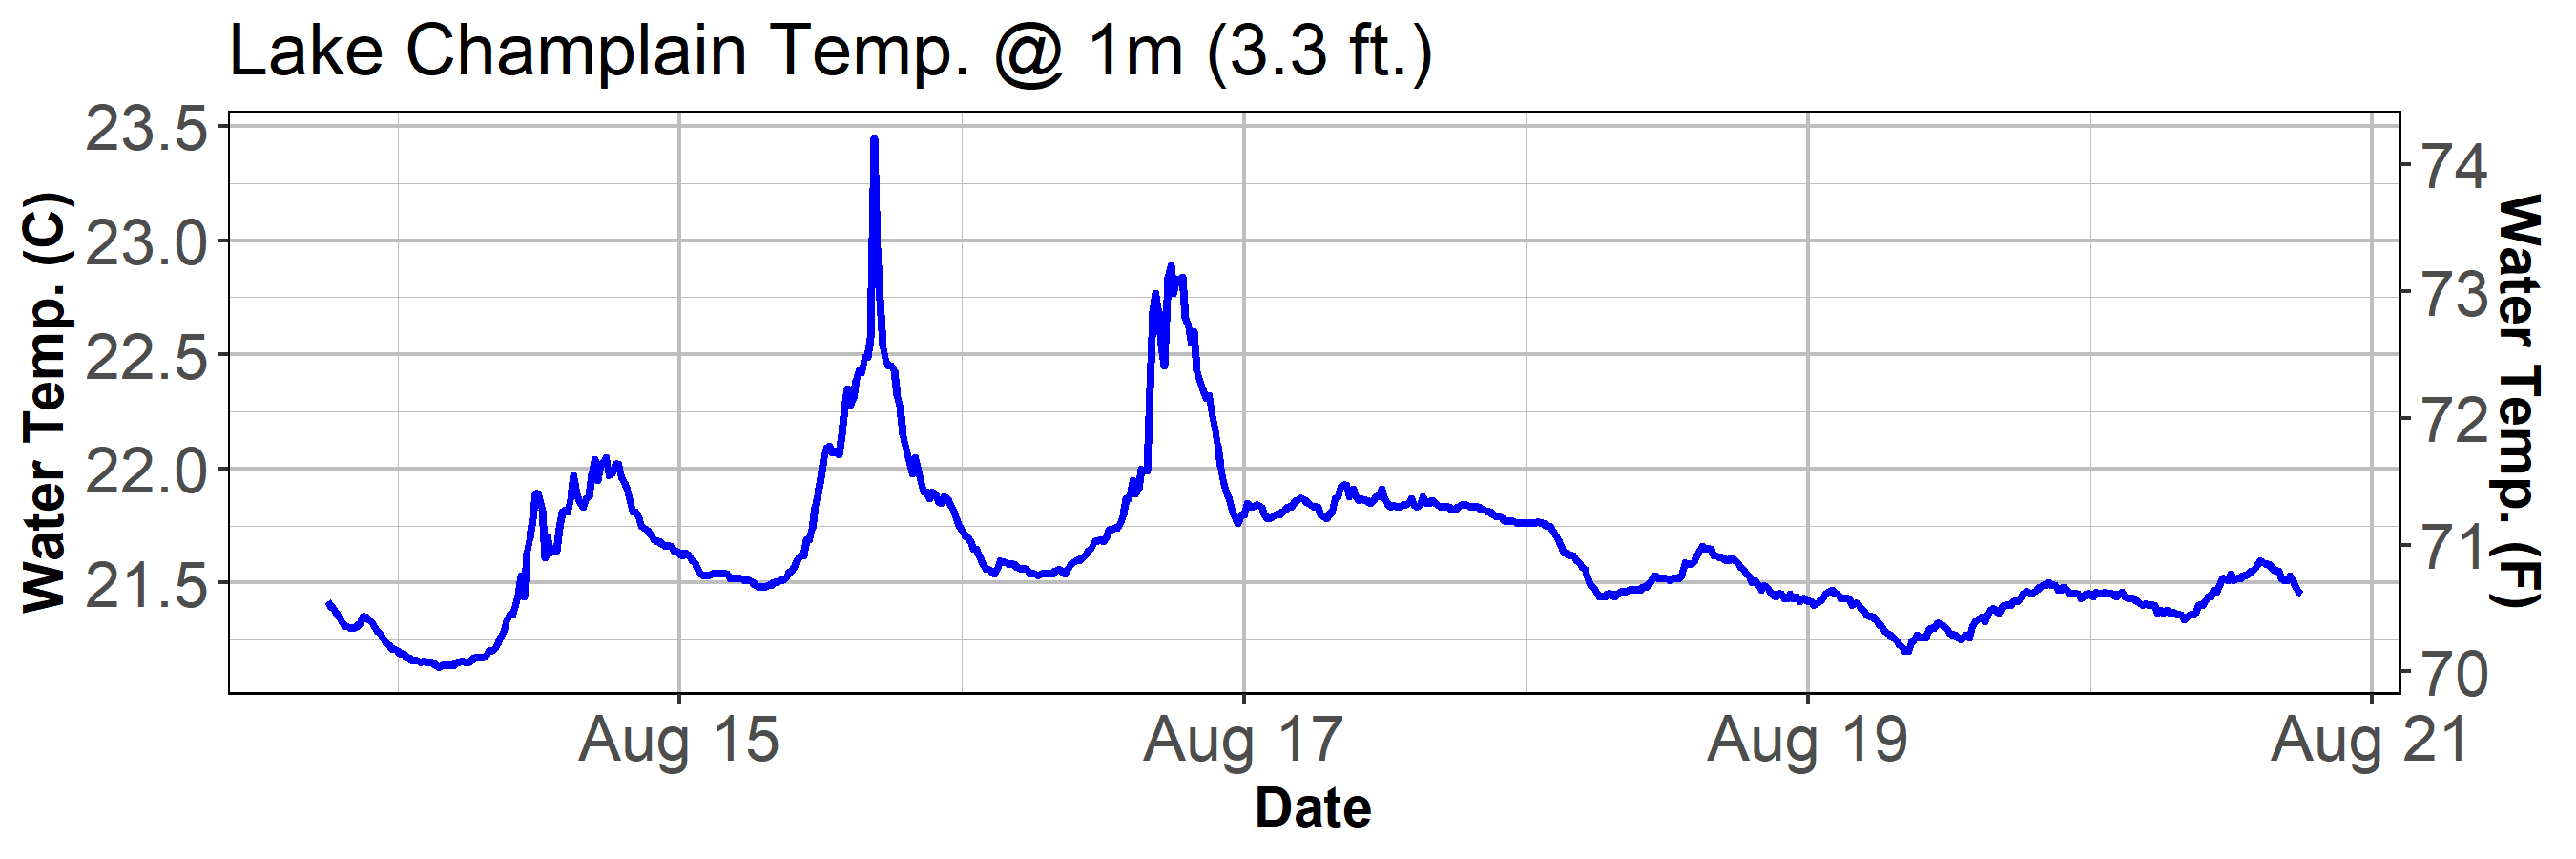 Lake Champlain Temp. @ 1m (3.3 ft.)
Water Temp. (C)
23.5
23.0
22.5
22.0
21.5
74
73
72
71
70
Water Temp. (F)
Aug 15
Aug 17
Aug 19
Aug 21
Date